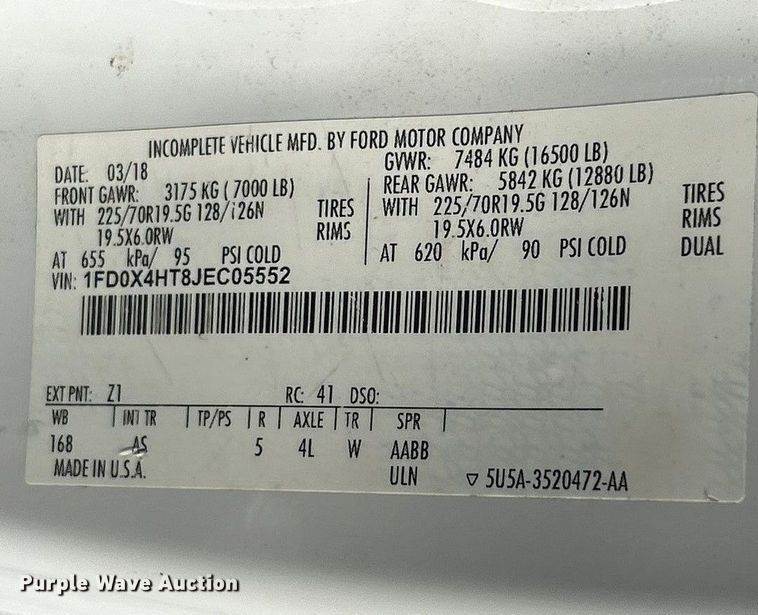 INCOMPLETE VEHICLE MFD. BY FORD MOTOR COMPANY
DATE: 03/18
GVWR: 7484 KG (16500 LB)
FRONT GAWR: 3175 KG (7000 LB)
REAR GAWR: 5842 KG (12880 LB)
WITH 225/70R19.5G 128/126N TIRES
WITH 225/70R19.5G 128/126N TIRES
19.5X6.0RW RIMS
19.5X6.0RW RIMS
AT 655 kPa/ 95 PSI COLD
AT 620 kPa/ 90 PSI COLD DUAL
VIN: 1FD0X4HT8JEC05552
EXT PNT: Z1 RC: 41 DSO:
WB | INT TR | TP/PS | R | AXLE | TR | SPR |
168 AS 5 4L W AABB
MADE IN U.S.A. ULN ▽ 5U5A-3520472-AA
Purple Wave Auction